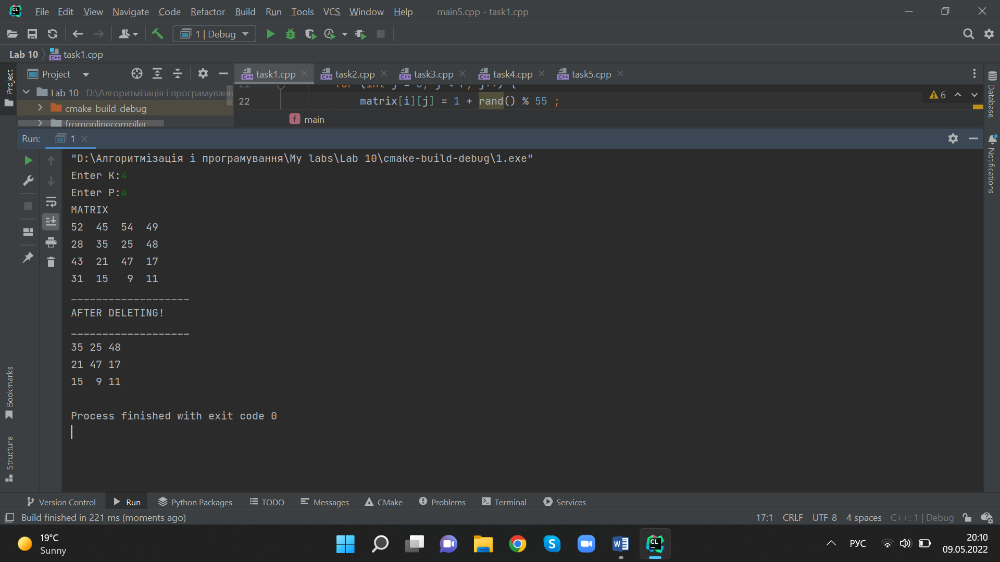 File Edit View Navigate Code Refactor Build Run Tools VCS Window Help main5.cpp - task1.cpp
1 | Debug
Lab 10 task1.cpp
Project
Project
task1.cpp task2.cpp task3.cpp task4.cpp task5.cpp
Lab 10 D:\Алгоритмізація і програмуванн
cmake-build-debug
fromonlinecompiler
21 for (int j = 0; j < P; j++) {
22 matrix[i][j] = 1 + rand() % 55 ;
6
f main
Database
Notifications
Run: 1
"D:\Алгоритмізація і програмування\My labs\Lab 10\cmake-build-debug\1.exe"
Enter K:4
Enter P:4
MATRIX
52 45 54 49
28 35 25 48
43 21 47 17
31 15 9 11
___________________
AFTER DELETING!
___________________
35 25 48
21 47 17
15 9 11
Process finished with exit code 0
Bookmarks
Structure
Version Control Run Python Packages TODO Messages CMake Problems Terminal Services
Build finished in 221 ms (moments ago)
17:1 CRLF UTF-8 4 spaces C++: 1 | Debug
19°C
Sunny
РУС
20:10
09.05.2022